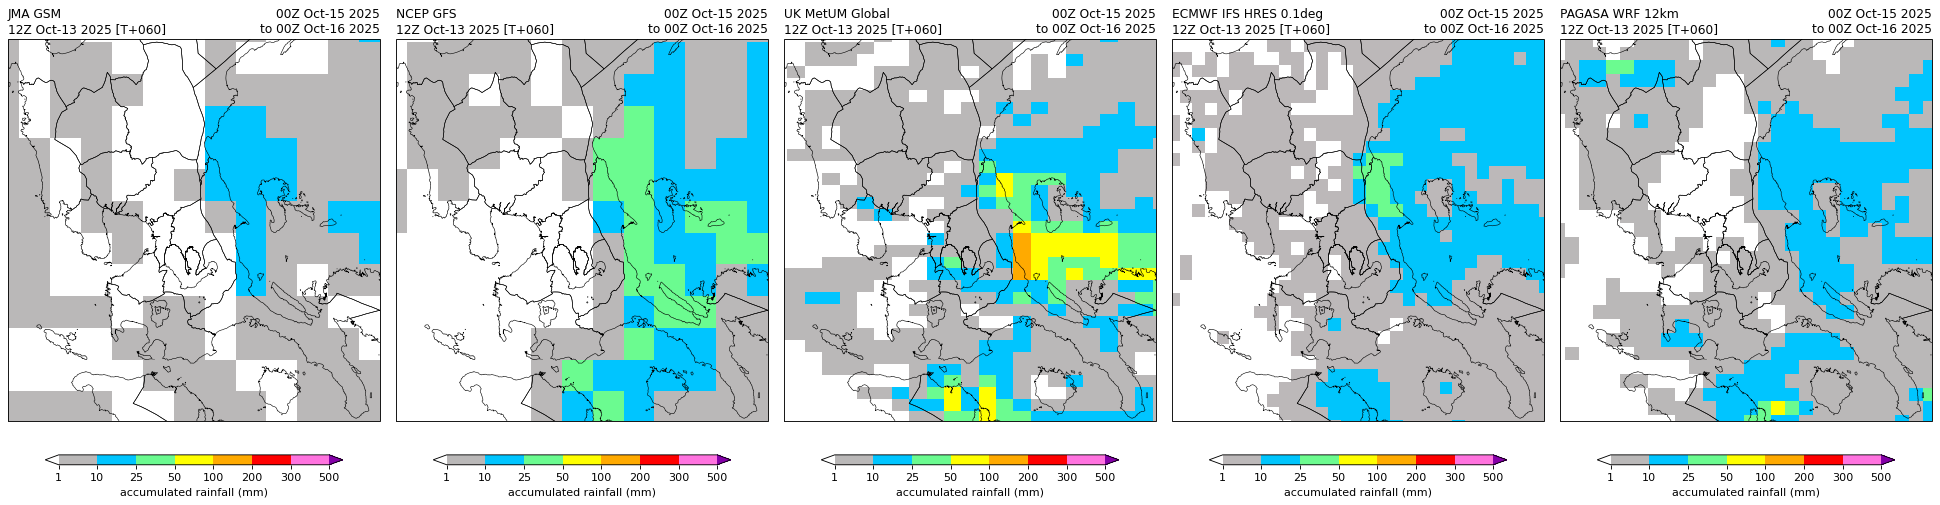 JMA GSM 00Z Oct-15 2025
12Z Oct-13 2025 [T+060] to 00Z Oct-16 2025
NCEP GFS 00Z Oct-15 2025
12Z Oct-13 2025 [T+060] to 00Z Oct-16 2025
UK MetUM Global 00Z Oct-15 2025
12Z Oct-13 2025 [T+060] to 00Z Oct-16 2025
ECMWF IFS HRES 0.1deg 00Z Oct-15 2025
12Z Oct-13 2025 [T+060] to 00Z Oct-16 2025
PAGASA WRF 12km 00Z Oct-15 2025
12Z Oct-13 2025 [T+060] to 00Z Oct-16 2025
1 10 25 50 100 200 300 500
accumulated rainfall (mm)
1 10 25 50 100 200 300 500
accumulated rainfall (mm)
1 10 25 50 100 200 300 500
accumulated rainfall (mm)
1 10 25 50 100 200 300 500
accumulated rainfall (mm)
1 10 25 50 100 200 300 500
accumulated rainfall (mm)